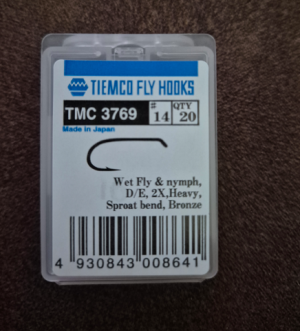 TIEMCO FLY HOOKS
TMC 3769 # 14 QTY 20
Made in Japan
Wet Fly & nymph,
D/E, 2X,Heavy,
Sproat bend, Bronze
4 930843 008641